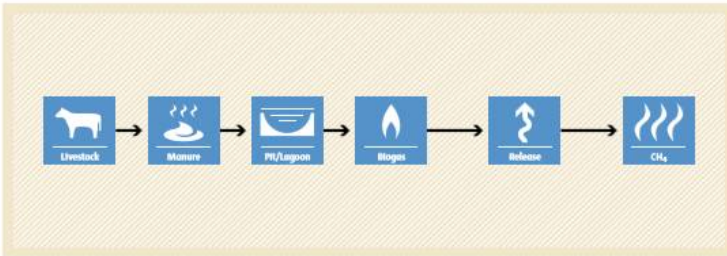 Livestock
Manure
Pit/Lagoon
Biogas
Release
CH₄